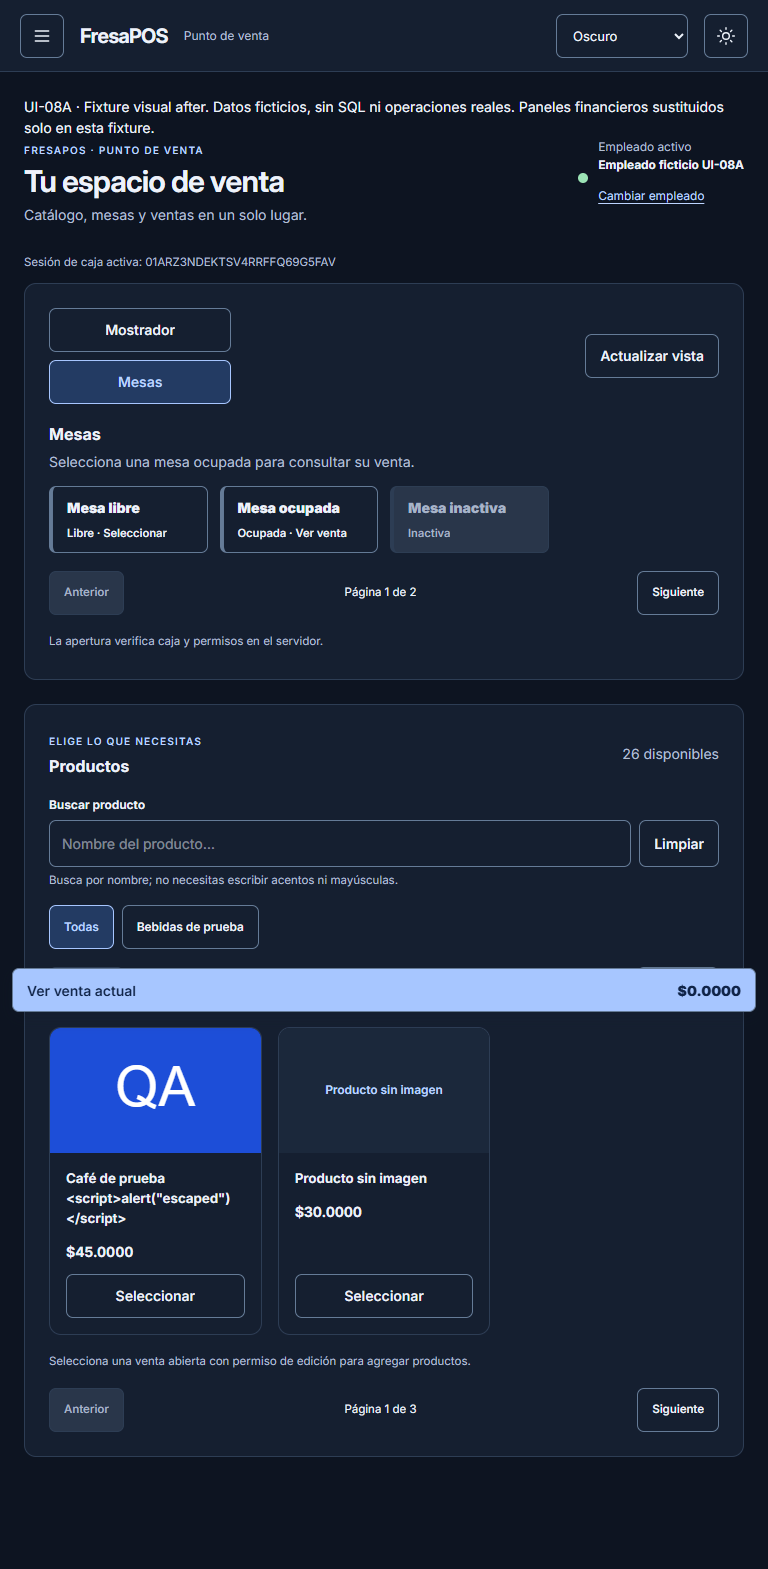 FresaPOS Punto de venta Oscuro
UI-08A · Fixture visual after. Datos ficticios, sin SQL ni operaciones reales. Paneles financieros sustituidos
solo en esta fixture.
FRESAPOS · PUNTO DE VENTA
Tu espacio de venta
Catálogo, mesas y ventas en un solo lugar.
Empleado activo
Empleado ficticio UI-08A
Cambiar empleado
Sesión de caja activa: 01ARZ3NDEKTSV4RRFFQ69G5FAV
Mostrador
Mesas
Actualizar vista
Mesas
Selecciona una mesa ocupada para consultar su venta.
Mesa libre
Libre · Seleccionar
Mesa ocupada
Ocupada · Ver venta
Mesa inactiva
Inactiva
Anterior Página 1 de 2 Siguiente
La apertura verifica caja y permisos en el servidor.
ELIGE LO QUE NECESITAS
Productos
26 disponibles
Buscar producto
Nombre del producto... Limpiar
Busca por nombre; no necesitas escribir acentos ni mayúsculas.
Todas Bebidas de prueba
Ver venta actual $0.0000
QA
Café de prueba
<script>alert("escaped")
</script>
$45.0000
Seleccionar
Producto sin imagen
Producto sin imagen
$30.0000
Seleccionar
Selecciona una venta abierta con permiso de edición para agregar productos.
Anterior Página 1 de 3 Siguiente